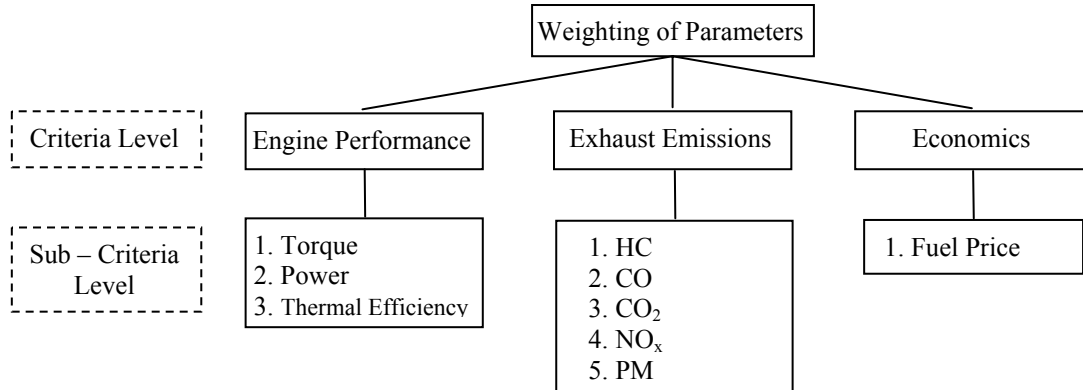 Weighting of Parameters
Criteria Level
Engine Performance
Exhaust Emissions
Economics
Sub – Criteria
Level
1. Torque
2. Power
3. Thermal Efficiency
1. HC
2. CO
3. CO₂
4. NOₓ
5. PM
1. Fuel Price